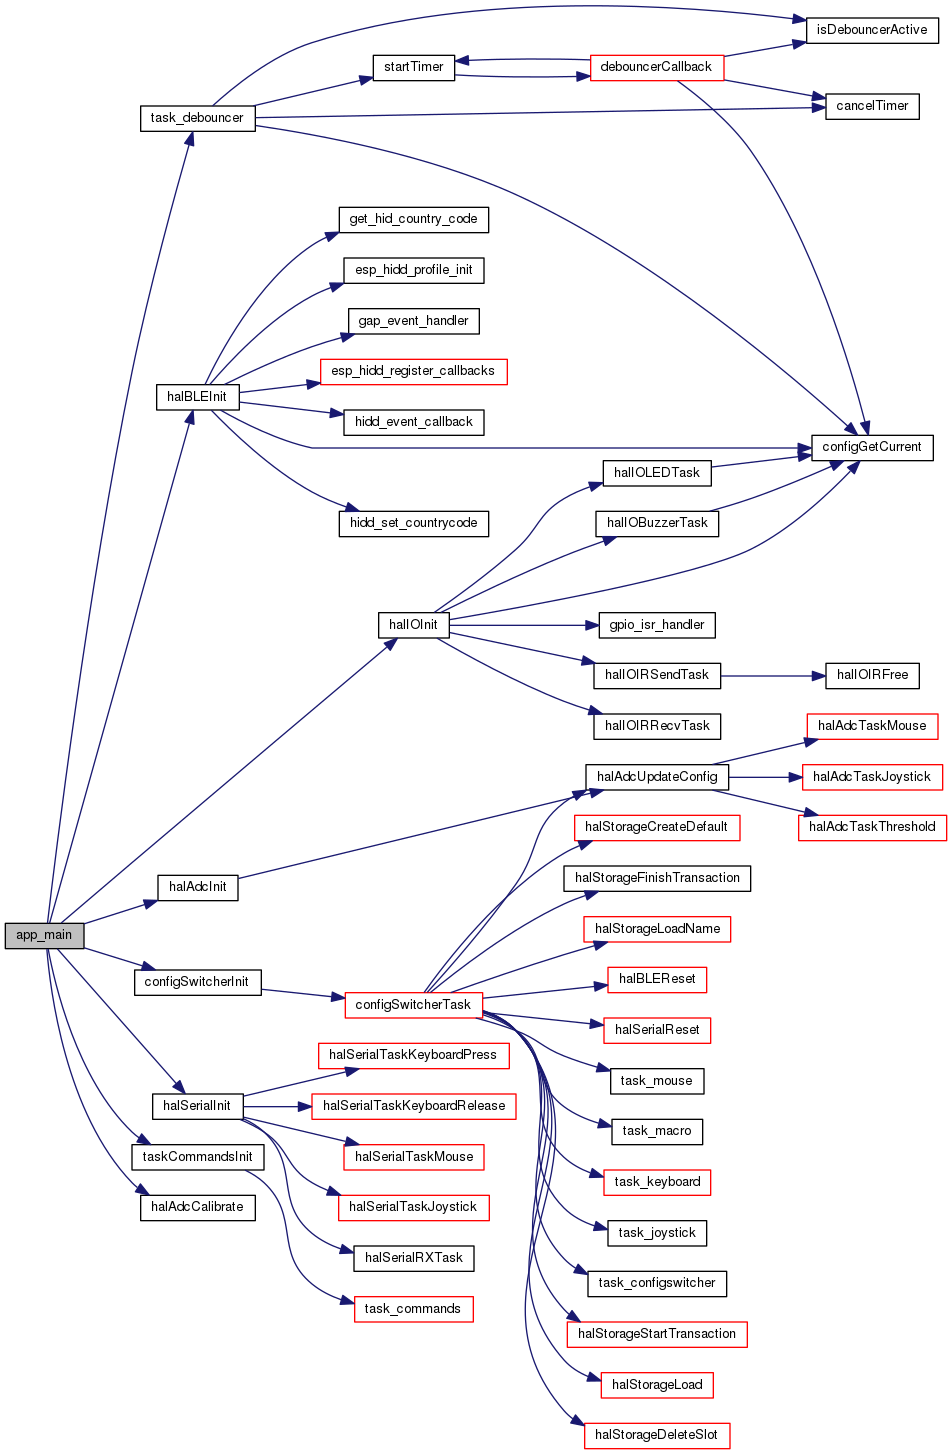 isDebouncerActive
startTimer
debouncerCallback
cancelTimer
task_debouncer
get_hid_country_code
esp_hidd_profile_init
gap_event_handler
esp_hidd_register_callbacks
halBLEInit
hidd_event_callback
configGetCurrent
halIOLEDTask
hidd_set_countrycode
halIOBuzzerTask
halIOInit
gpio_isr_handler
halIOIRSendTask
halIOIRFree
halIOIRRecvTask
halAdcTaskMouse
halAdcUpdateConfig
halAdcTaskJoystick
halStorageCreateDefault
halAdcTaskThreshold
halAdcInit
halStorageFinishTransaction
app_main
halStorageLoadName
configSwitcherInit
halBLEReset
configSwitcherTask
halSerialReset
halSerialTaskKeyboardPress
task_mouse
halSerialInit
halSerialTaskKeyboardRelease
task_macro
taskCommandsInit
halSerialTaskMouse
task_keyboard
halAdcCalibrate
halSerialTaskJoystick
task_joystick
halSerialRXTask
task_configswitcher
task_commands
halStorageStartTransaction
halStorageLoad
halStorageDeleteSlot